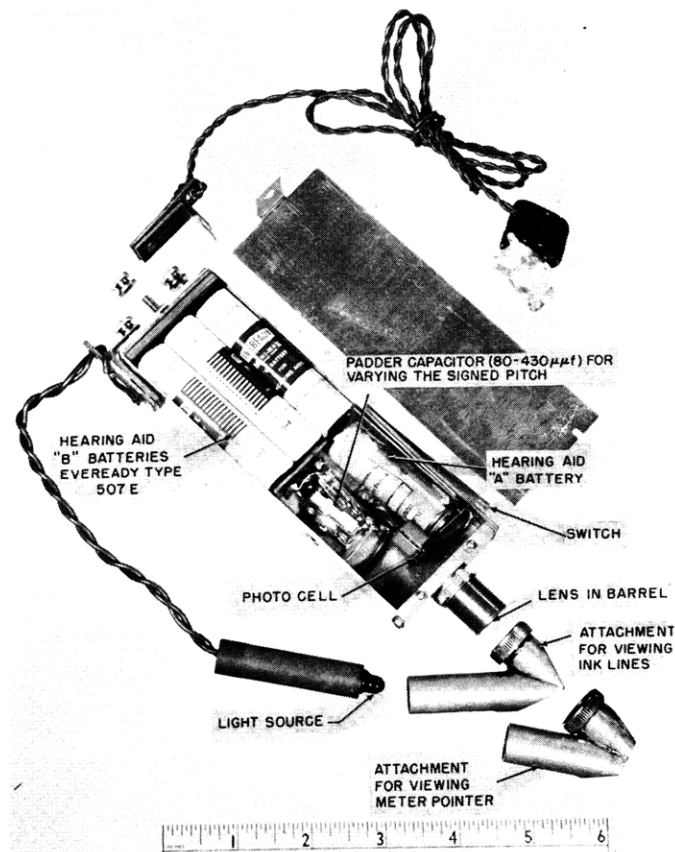 PADDER CAPACITOR (80-430μμf) FOR
VARYING THE SIGNED PITCH
HEARING AID
"B" BATTERIES
EVEREADY TYPE
507 E
HEARING AID
"A" BATTERY
SWITCH
PHOTO CELL
LENS IN BARREL
ATTACHMENT
FOR VIEWING
INK LINES
LIGHT SOURCE
ATTACHMENT
FOR VIEWING
METER POINTER
1 2 3 4 5 6